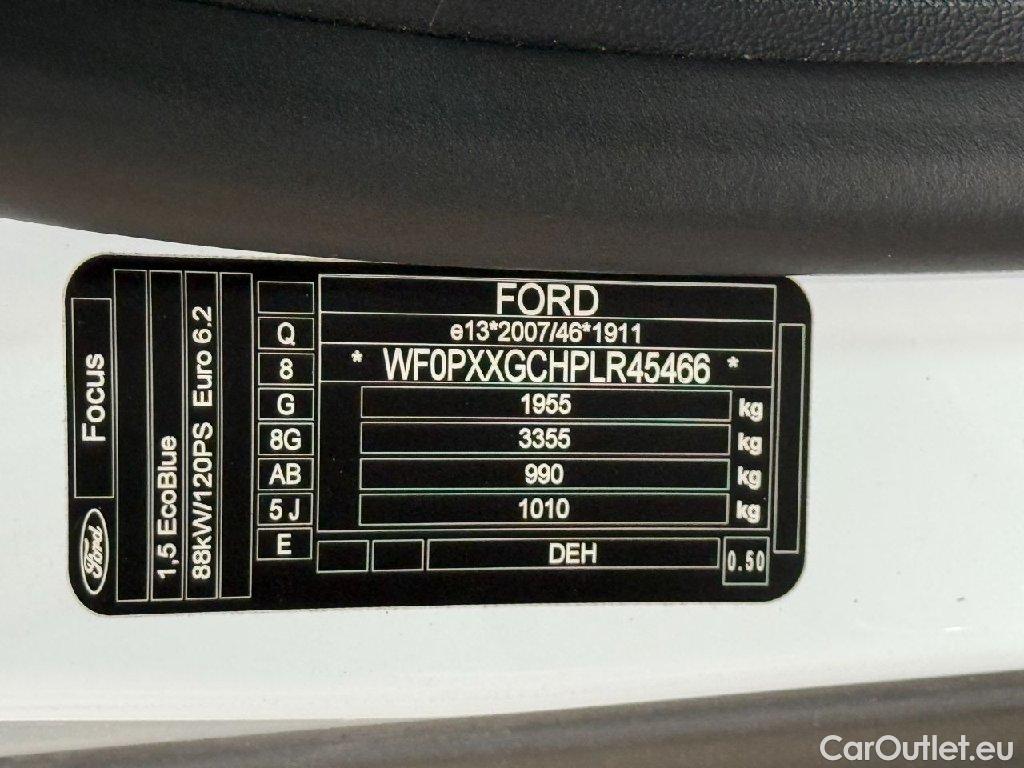 Ford
Focus
1,5 EcoBlue
88kW/120PS Euro 6.2
Q
8
G
8G
AB
5 J
E
FORD
e13*2007/46*1911
* WF0PXXGCHPLR45466 *
1955 kg
3355 kg
990 kg
1010 kg
DEH
0.50
CarOutlet.eu